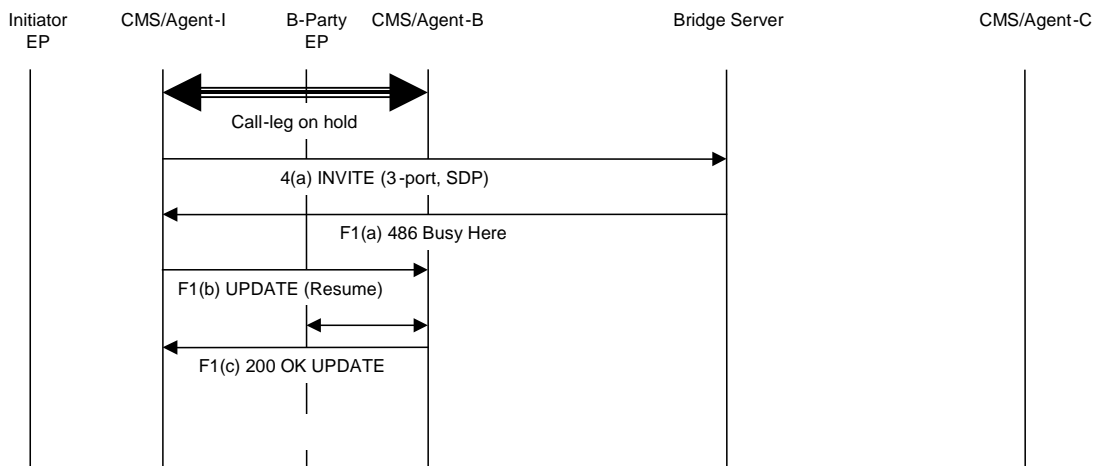 Initiator
EP
CMS/Agent-I
B-Party
EP
CMS/Agent-B
Bridge Server
CMS/Agent-C
Call-leg on hold
4(a) INVITE (3-port, SDP)
F1(a) 486 Busy Here
F1(b) UPDATE (Resume)
F1(c) 200 OK UPDATE